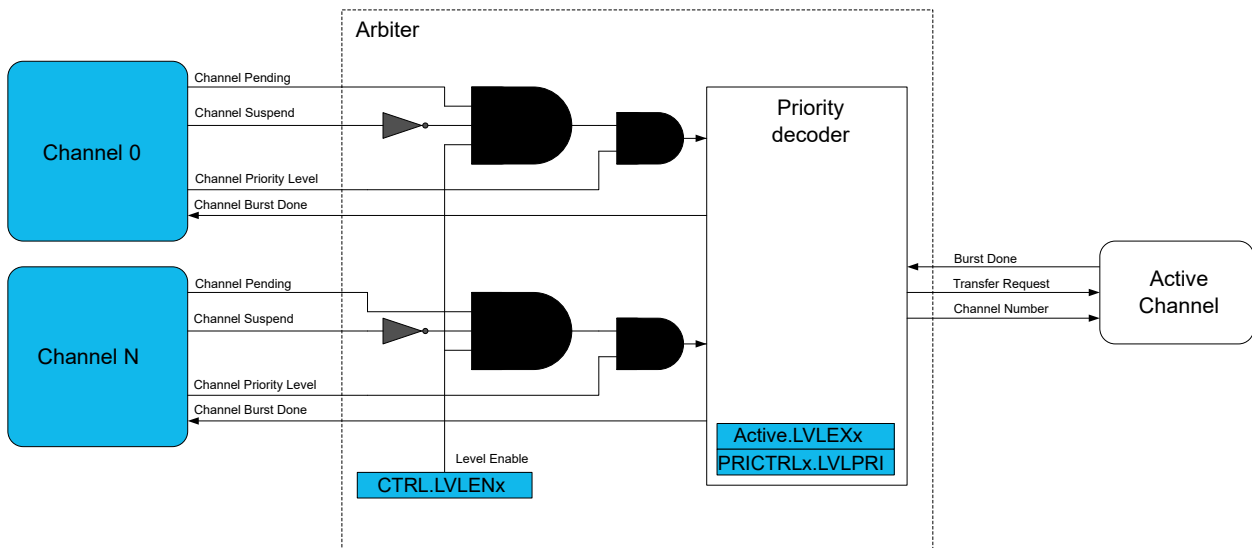 Arbiter
Channel Pending
Channel Suspend
Channel 0
Channel Priority Level
Channel Burst Done
Priority
decoder
Channel Pending
Channel Suspend
Channel N
Channel Priority Level
Channel Burst Done
Burst Done
Transfer Request
Channel Number
Active
Channel
Level Enable
CTRL.LVLENx
Active.LVLEXx
PRICTRLx.LVLPRI